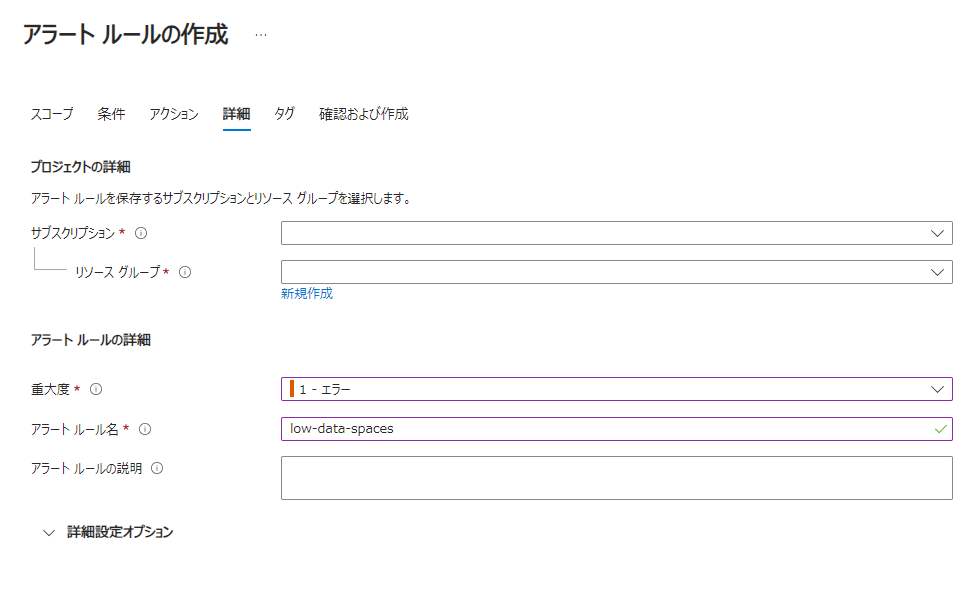 アラート ルールの作成 …
スコープ 条件 アクション 詳細 タグ 確認および作成
プロジェクトの詳細
アラート ルールを保存するサブスクリプションとリソース グループを選択します。
サブスクリプション *
リソース グループ *
新規作成
アラート ルールの詳細
重大度 * 1 - エラー
アラート ルール名 * low-data-spaces
アラート ルールの説明
詳細設定オプション